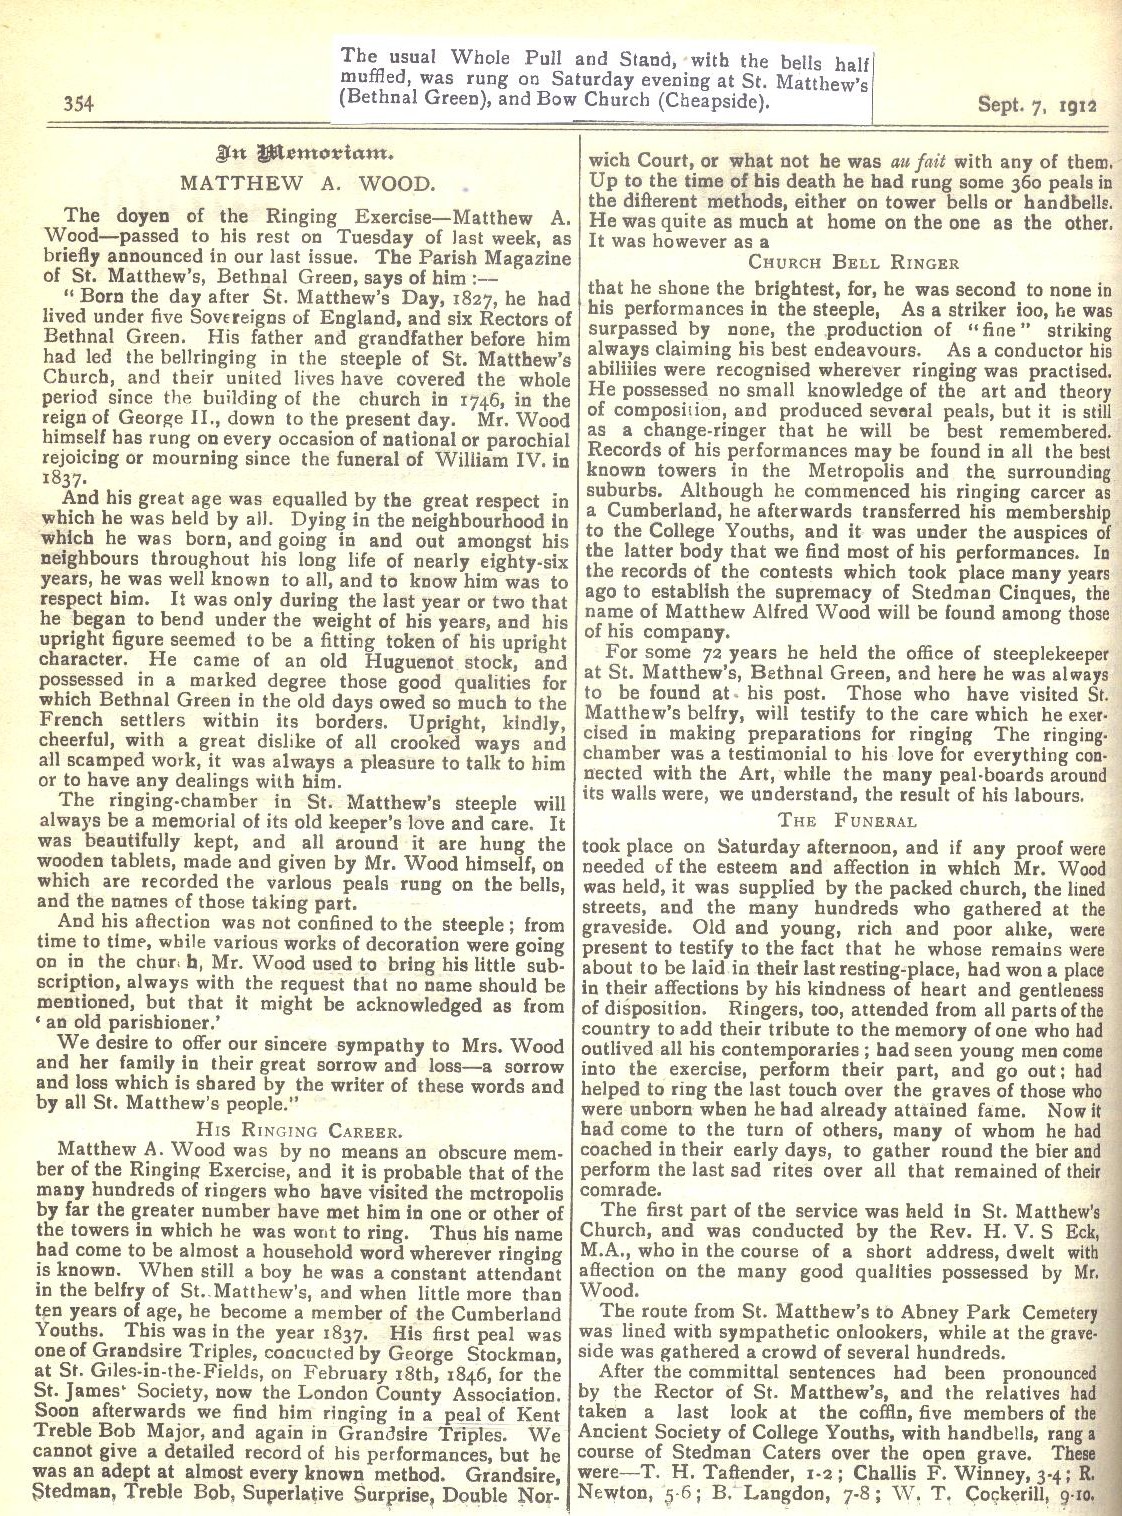 The usual Whole Pull and Stand, with the bells half
muffled, was rung on Saturday evening at St. Matthew's
(Bethnal Green), and Bow Church (Cheapside).
354
Sept. 7, 1912
In Memoriam.
MATTHEW A. WOOD.
The doyen of the Ringing Exercise—Matthew A.
Wood—passed to his rest on Tuesday of last week, as
briefly announced in our last issue. The Parish Magazine
of St. Matthew's, Bethnal Green, says of him :—
" Born the day after St. Matthew's Day, 1827, he had
lived under five Sovereigns of England, and six Rectors of
Bethnal Green. His father and grandfather before him
had led the bellringing in the steeple of St. Matthew's
Church, and their united lives have covered the whole
period since the building of the church in 1746, in the
reign of George II., down to the present day. Mr. Wood
himself has rung on every occasion of national or parochial
rejoicing or mourning since the funeral of William IV. in
1837.
And his great age was equalled by the great respect in
which he was held by all. Dying in the neighbourhood in
which he was born, and going in and out amongst his
neighbours throughout his long life of nearly eighty-six
years, he was well known to all, and to know him was to
respect him. It was only during the last year or two that
he began to bend under the weight of his years, and his
upright figure seemed to be a fitting token of his upright
character. He came of an old Huguenot stock, and
possessed in a marked degree those good qualities for
which Bethnal Green in the old days owed so much to the
French settlers within its borders. Upright, kindly,
cheerful, with a great dislike of all crooked ways and
all scamped work, it was always a pleasure to talk to him
or to have any dealings with him.
The ringing-chamber in St. Matthew's steeple will
always be a memorial of its old keeper's love and care. It
was beautifully kept, and all around it are hung the
wooden tablets, made and given by Mr. Wood himself, on
which are recorded the various peals rung on the bells,
and the names of those taking part.
And his affection was not confined to the steeple ; from
time to time, while various works of decoration were going
on in the chur h, Mr. Wood used to bring his little sub-
scription, always with the request that no name should be
mentioned, but that it might be acknowledged as from
' an old parishioner.'
We desire to offer our sincere sympathy to Mrs. Wood
and her family in their great sorrow and loss—a sorrow
and loss which is shared by the writer of these words and
by all St. Matthew's people."
HIS RINGING CAREER.
Matthew A. Wood was by no means an obscure mem-
ber of the Ringing Exercise, and it is probable that of the
many hundreds of ringers who have visited the metropolis
by far the greater number have met him in one or other of
the towers in which he was wont to ring. Thus his name
had come to be almost a household word wherever ringing
is known. When still a boy he was a constant attendant
in the belfry of St. Matthew's, and when little more than
ten years of age, he become a member of the Cumberland
Youths. This was in the year 1837. His first peal was
one of Grandsire Triples, concucted by George Stockman,
at St. Giles-in-the-Fields, on February 18th, 1846, for the
St. James' Society, now the London County Association.
Soon afterwards we find him ringing in a peal of Kent
Treble Bob Major, and again in Grandsire Triples. We
cannot give a detailed record of his performances, but he
was an adept at almost every known method. Grandsire,
Stedman, Treble Bob, Superlative Surprise, Double Nor-
wich Court, or what not he was au fait with any of them.
Up to the time of his death he had rung some 360 peals in
the different methods, either on tower bells or handbells.
He was quite as much at home on the one as the other.
It was however as a
CHURCH BELL RINGER
that he shone the brightest, for, he was second to none in
his performances in the steeple, As a striker ioo, he was
surpassed by none, the production of " fine " striking
always claiming his best endeavours. As a conductor his
abiliiies were recognised wherever ringing was practised.
He possessed no small knowledge of the art and theory
of composition, and produced several peals, but it is still
as a change-ringer that he will be best remembered.
Records of his performances may be found in all the best
known towers in the Metropolis and the surrounding
suburbs. Although he commenced his ringing carcer as
a Cumberland, he afterwards transferred his membership
to the College Youths, and it was under the auspices of
the latter body that we find most of his performances. In
the records of the contests which took place many years
ago to establish the supremacy of Stedman Cinques, the
name of Matthew Alfred Wood will be found among those
of his company.
For some 72 years he held the office of steeplekeeper
at St. Matthew's, Bethnal Green, and here he was always
to be found at his post. Those who have visited St.
Matthew's belfry, will testify to the care which he exer-
cised in making preparations for ringing The ringing-
chamber was a testimonial to his love for everything con-
nected with the Art, while the many peal-boards around
its walls were, we understand, the result of his labours.
THE FUNERAL
took place on Saturday afternoon, and if any proof were
needed of the esteem and affection in which Mr. Wood
was held, it was supplied by the packed church, the lined
streets, and the many hundreds who gathered at the
graveside. Old and young, rich and poor alike, were
present to testify to the fact that he whose remains were
about to be laid in their last resting-place, had won a place
in their affections by his kindness of heart and gentleness
of disposition. Ringers, too, attended from all parts of the
country to add their tribute to the memory of one who had
outlived all his contemporaries ; had seen young men come
into the exercise, perform their part, and go out ; had
helped to ring the last touch over the graves of those who
were unborn when he had already attained fame. Now it
had come to the turn of others, many of whom he had
coached in their early days, to gather round the bier and
perform the last sad rites over all that remained of their
comrade.
The first part of the service was held in St. Matthew's
Church, and was conducted by the Rev. H. V. S Eck,
M.A., who in the course of a short address, dwelt with
affection on the many good qualities possessed by Mr.
Wood.
The route from St. Matthew's to Abney Park Cemetery
was lined with sympathetic onlookers, while at the grave-
side was gathered a crowd of several hundreds.
After the committal sentences had been pronounced
by the Rector of St. Matthew's, and the relatives had
taken a last look at the coffin, five members of the
Ancient Society of College Youths, with handbells, rang a
course of Stedman Caters over the open grave. These
were—T. H. Taffender, 1-2 ; Challis F. Winney, 3-4 ; R.
Newton, 5-6 ; B. Langdon, 7-8 ; W. T. Cockerill, 9-10.